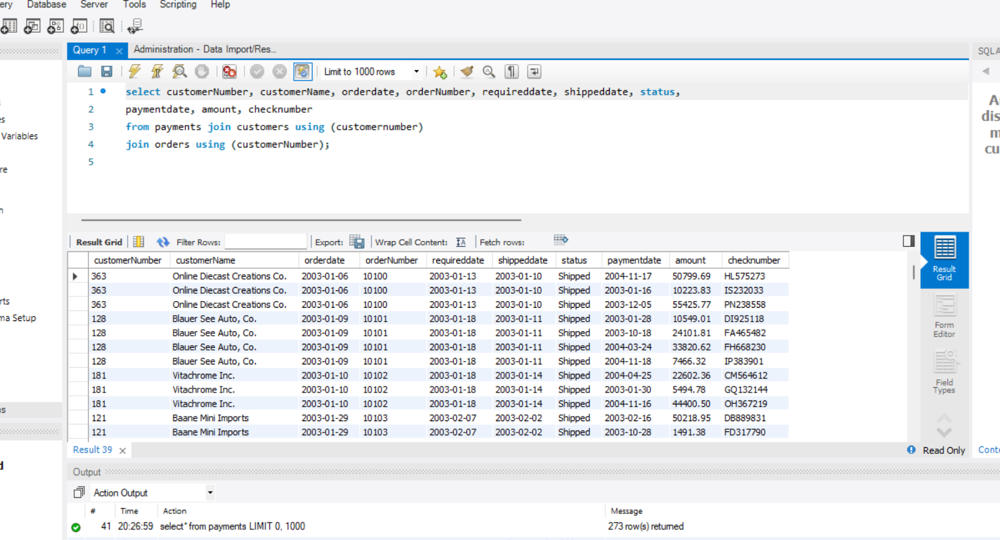 ery Database Server Tools Scripting Help
Query 1 Administration - Data Import/Res...
SQLA
Limit to 1000 rows
1 select customerNumber, customerName, orderdate, orderNumber, requireddate, shippeddate, status,
2 paymentdate, amount, checknumber
3 from payments join customers using (customernumber)
4 join orders using (customerNumber);
5
es
Variables
re
n
rts
ma Setup
ns
d
A
dis
m
cu
Result Grid Filter Rows: Export: Wrap Cell Content: Fetch rows:
customerNumber customerName orderdate orderNumber requireddate shippeddate status paymentdate amount checknumber
363 Online Diecast Creations Co. 2003-01-06 10100 2003-01-13 2003-01-10 Shipped 2004-11-17 50799.69 HL575273
363 Online Diecast Creations Co. 2003-01-06 10100 2003-01-13 2003-01-10 Shipped 2003-01-16 10223.83 IS232033
363 Online Diecast Creations Co. 2003-01-06 10100 2003-01-13 2003-01-10 Shipped 2003-12-05 55425.77 PN238558
128 Blauer See Auto, Co. 2003-01-09 10101 2003-01-18 2003-01-11 Shipped 2003-01-28 10549.01 DI925118
128 Blauer See Auto, Co. 2003-01-09 10101 2003-01-18 2003-01-11 Shipped 2003-10-18 24101.81 FA465482
128 Blauer See Auto, Co. 2003-01-09 10101 2003-01-18 2003-01-11 Shipped 2004-03-24 33820.62 FH668230
128 Blauer See Auto, Co. 2003-01-09 10101 2003-01-18 2003-01-11 Shipped 2004-11-18 7466.32 IP383901
181 Vitachrome Inc. 2003-01-10 10102 2003-01-18 2003-01-14 Shipped 2004-04-25 22602.36 CM564612
181 Vitachrome Inc. 2003-01-10 10102 2003-01-18 2003-01-14 Shipped 2003-01-30 5494.78 GQ132144
181 Vitachrome Inc. 2003-01-10 10102 2003-01-18 2003-01-14 Shipped 2004-11-16 44400.50 OH367219
121 Baane Mini Imports 2003-01-29 10103 2003-02-07 2003-02-02 Shipped 2003-02-16 50218.95 DB889831
121 Baane Mini Imports 2003-01-29 10103 2003-02-07 2003-02-02 Shipped 2003-10-28 1491.38 FD317790
Result
Grid
Form
Editor
Field
Types
Result 39
Read Only
Conte
Output
Action Output
# Time Action Message
41 20:26:59 select* from payments LIMIT 0, 1000 273 row(s) returned